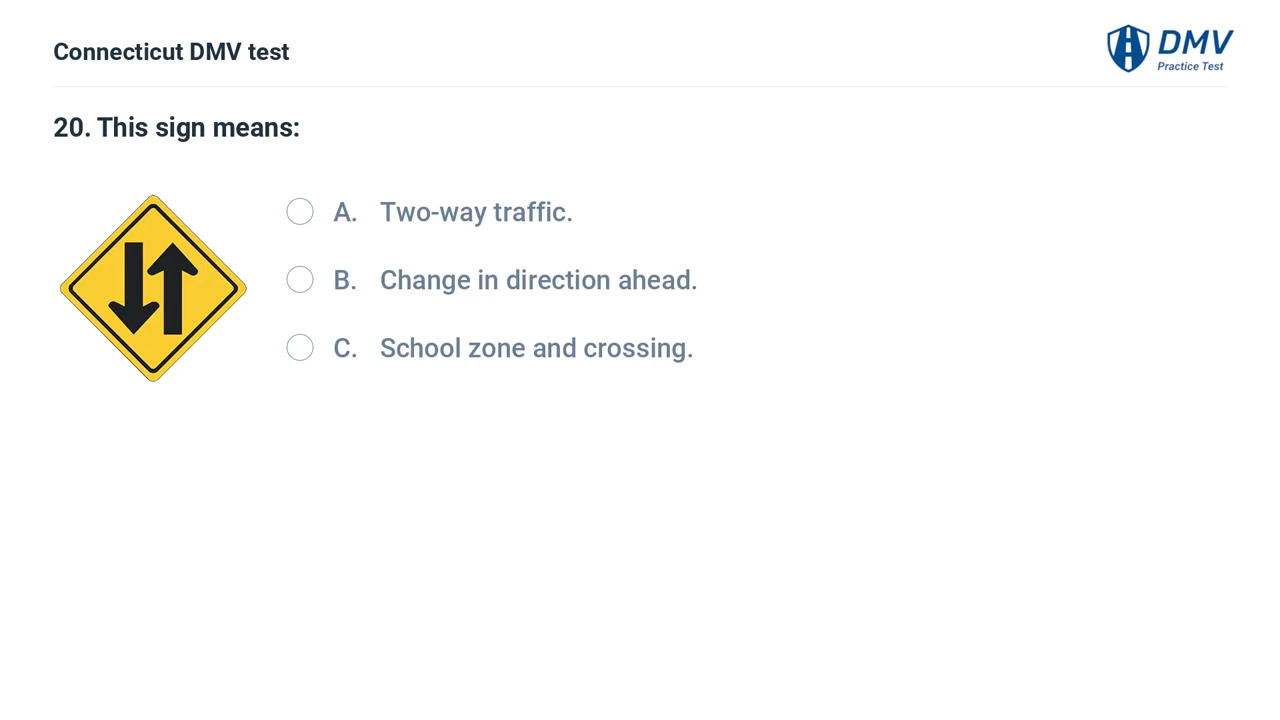 Connecticut DMV test
DMV
Practice Test
20. This sign means:
A. Two-way traffic.
B. Change in direction ahead.
C. School zone and crossing.